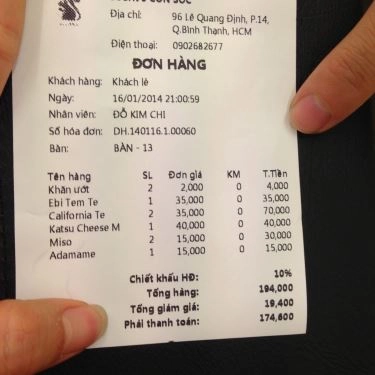 Địa chỉ: 96 Lê Quang Định, P.14,
Q.Bình Thạnh, HCM
Điện thoại: 0902682677
ĐƠN HÀNG
Khách hàng: Khách lẻ
Ngày: 16/01/2014 21:00:59
Nhân viên: ĐỖ KIM CHI
Số hóa đơn: DH.140116.1.00060
Bàn: BÀN - 13
Tên hàng SL Đơn giá KM T.Tiền
Khăn ướt 2 2,000 0 4,000
Ebi Tem Te 1 35,000 0 35,000
California Te 2 35,000 0 70,000
Katsu Cheese M 1 40,000 0 40,000
Miso 2 15,000 0 30,000
Adamame 1 15,000 0 15,000
Chiết khấu HĐ: 10%
Tổng hàng: 194,000
Tổng giảm giá: 19,400
Phải thanh toán: 174,600